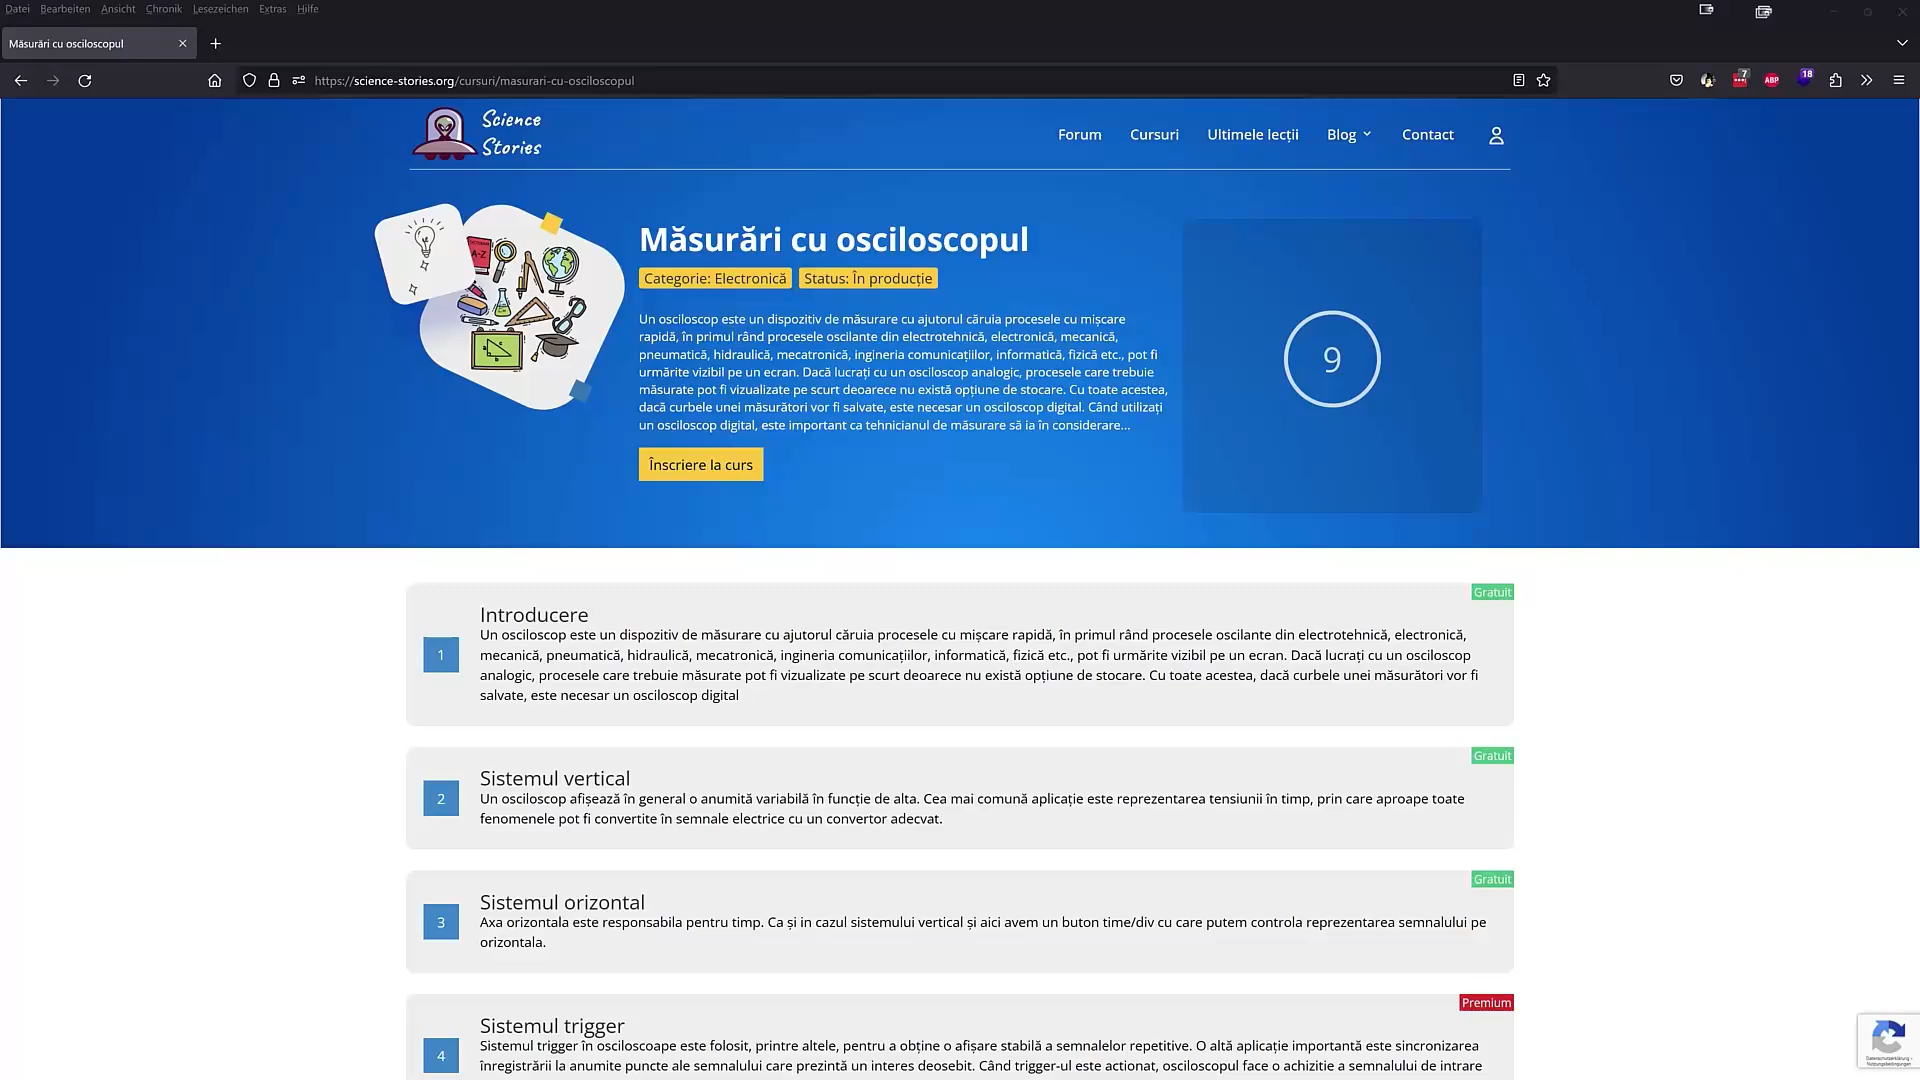 Datei Bearbeiten Ansicht Chronik Lesezeichen Extras Hilfe
Măsurări cu osciloscopul
https://science-stories.org/cursuri/masurari-cu-osciloscopul
7
ABP
18
Science
Stories
Forum Cursuri Ultimele lecții Blog Contact
Măsurări cu osciloscopul
Categorie: Electronică Status: În producție
Un osciloscop este un dispozitiv de măsurare cu ajutorul căruia procesele cu mișcare
rapidă, în primul rând procesele oscilante din electrotehnică, electronică, mecanică,
pneumatică, hidraulică, mecatronică, ingineria comunicațiilor, informatică, fizică etc., pot fi
urmărite vizibil pe un ecran. Dacă lucrați cu un osciloscop analogic, procesele care trebuie
măsurate pot fi vizualizate pe scurt deoarece nu există opțiune de stocare. Cu toate acestea,
dacă curbele unei măsurători vor fi salvate, este necesar un osciloscop digital. Când utilizați
un osciloscop digital, este important ca tehnicianul de măsurare să ia în considerare...
Înscriere la curs
9
A-Z
Gratuit
Introducere
1
Un osciloscop este un dispozitiv de măsurare cu ajutorul căruia procesele cu mișcare rapidă, în primul rând procesele oscilante din electrotehnică, electronică,
mecanică, pneumatică, hidraulică, mecatronică, ingineria comunicațiilor, informatică, fizică etc., pot fi urmărite vizibil pe un ecran. Dacă lucrați cu un osciloscop
analogic, procesele care trebuie măsurate pot fi vizualizate pe scurt deoarece nu există opțiune de stocare. Cu toate acestea, dacă curbele unei măsurători vor fi
salvate, este necesar un osciloscop digital
Gratuit
Sistemul vertical
2
Un osciloscop afișează în general o anumită variabilă în funcție de alta. Cea mai comună aplicație este reprezentarea tensiunii în timp, prin care aproape toate
fenomenele pot fi convertite în semnale electrice cu un convertor adecvat.
Gratuit
Sistemul orizontal
3
Axa orizontala este responsabila pentru timp. Ca și in cazul sistemului vertical și aici avem un buton time/div cu care putem controla reprezentarea semnalului pe
orizontala.
Premium
Sistemul trigger
4
Sistemul trigger în osciloscoape este folosit, printre altele, pentru a obține o afișare stabilă a semnalelor repetitive. O altă aplicație importantă este sincronizarea
înregistrării la anumite puncte ale semnalului care prezintă un interes deosebit. Când trigger-ul este actionat, osciloscopul face o achizitie a semnalului de intrare
Datenschutzerklärung -
Nutzungsbedingungen